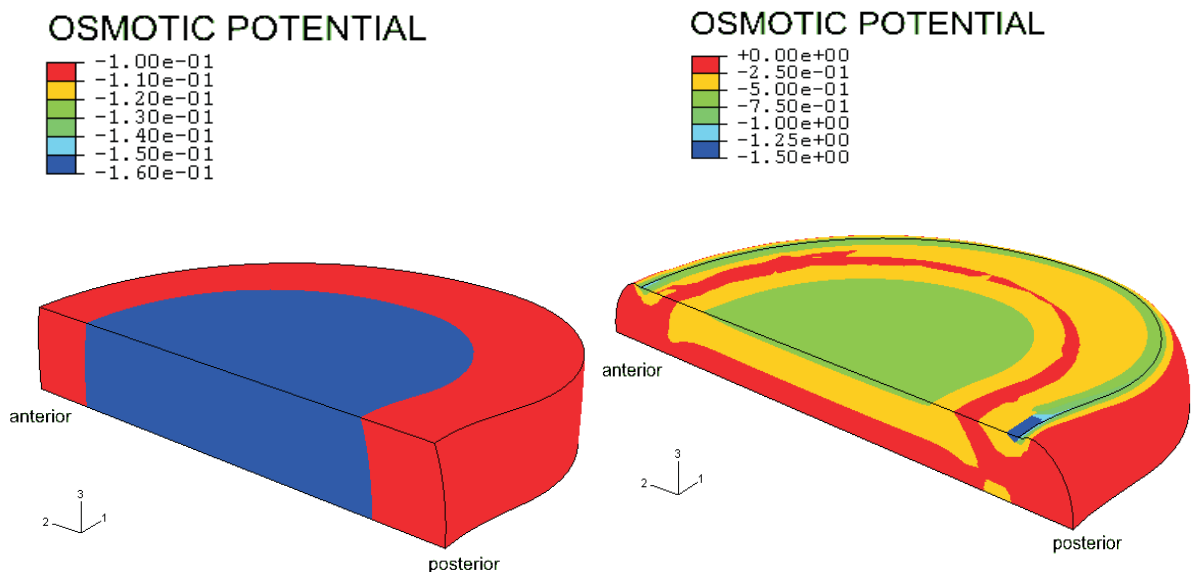 OSMOTIC POTENTIAL
-1.00e-01
-1.10e-01
-1.20e-01
-1.30e-01
-1.40e-01
-1.50e-01
-1.60e-01
anterior
posterior
3
2
1
OSMOTIC POTENTIAL
+0.00e+00
-2.50e-01
-5.00e-01
-7.50e-01
-1.00e+00
-1.25e+00
-1.50e+00
anterior
posterior
3
2
1